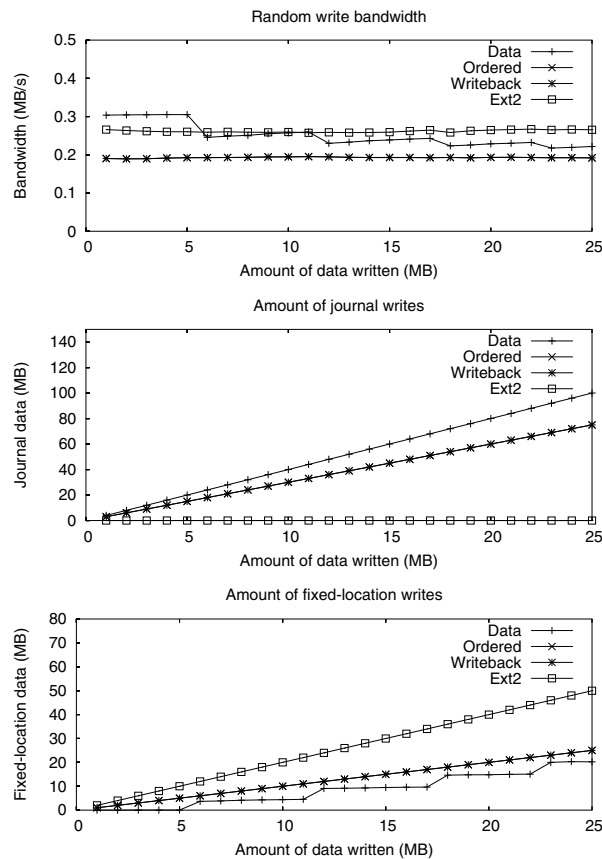 Random write bandwidth
0.5
0.4
0.3
0.2
0.1
0
Bandwidth (MB/s)
Data
Ordered
Writeback
Ext2
0 5 10 15 20 25
Amount of data written (MB)
Amount of journal writes
140
120
100
80
60
40
20
0
Journal data (MB)
Data
Ordered
Writeback
Ext2
0 5 10 15 20 25
Amount of data written (MB)
Amount of fixed-location writes
80
70
60
50
40
30
20
10
0
Fixed-location data (MB)
Data
Ordered
Writeback
Ext2
0 5 10 15 20 25
Amount of data written (MB)